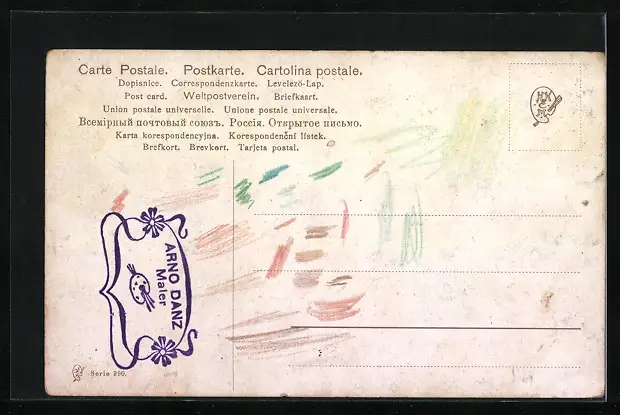 Carte Postale. Postkarte. Cartolina postale.
Dopisnice. Correspondenzkarte. Levelező-Lap.
Post card. Weltpostverein. Briefkaart.
Union postale universelle. Unione postale universale.
Всемірный почтовый союзъ. Россія. Открытое письмо.
Karta korespondencyjna. Korespondenční lístek.
Brefkort. Brevkort. Tarjeta postal.
ARNO DANZ
Maler
Serie 390.